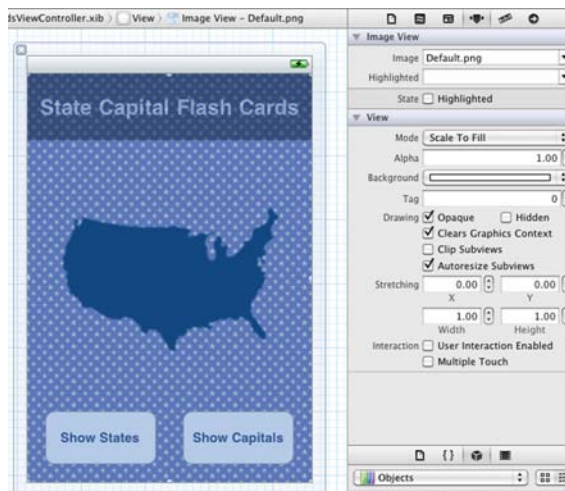 dsViewController.xib View Image View - Default.png
State Capital Flash Cards
Show States Show Capitals
Image View
Image Default.png
Highlighted
State Highlighted
View
Mode Scale To Fill
Alpha 1.00
Background
Tag 0
Drawing Opaque Hidden
Clears Graphics Context
Clip Subviews
Autoresize Subviews
Stretching 0.00 0.00
X Y
1.00 1.00
Width Height
Interaction User Interaction Enabled
Multiple Touch
{}
Objects